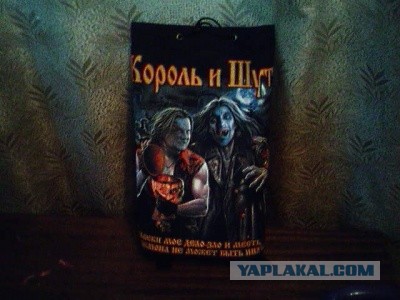 Король и Шут
мое дело-зло и месть,
не может быть
YAPLAKAL.COM